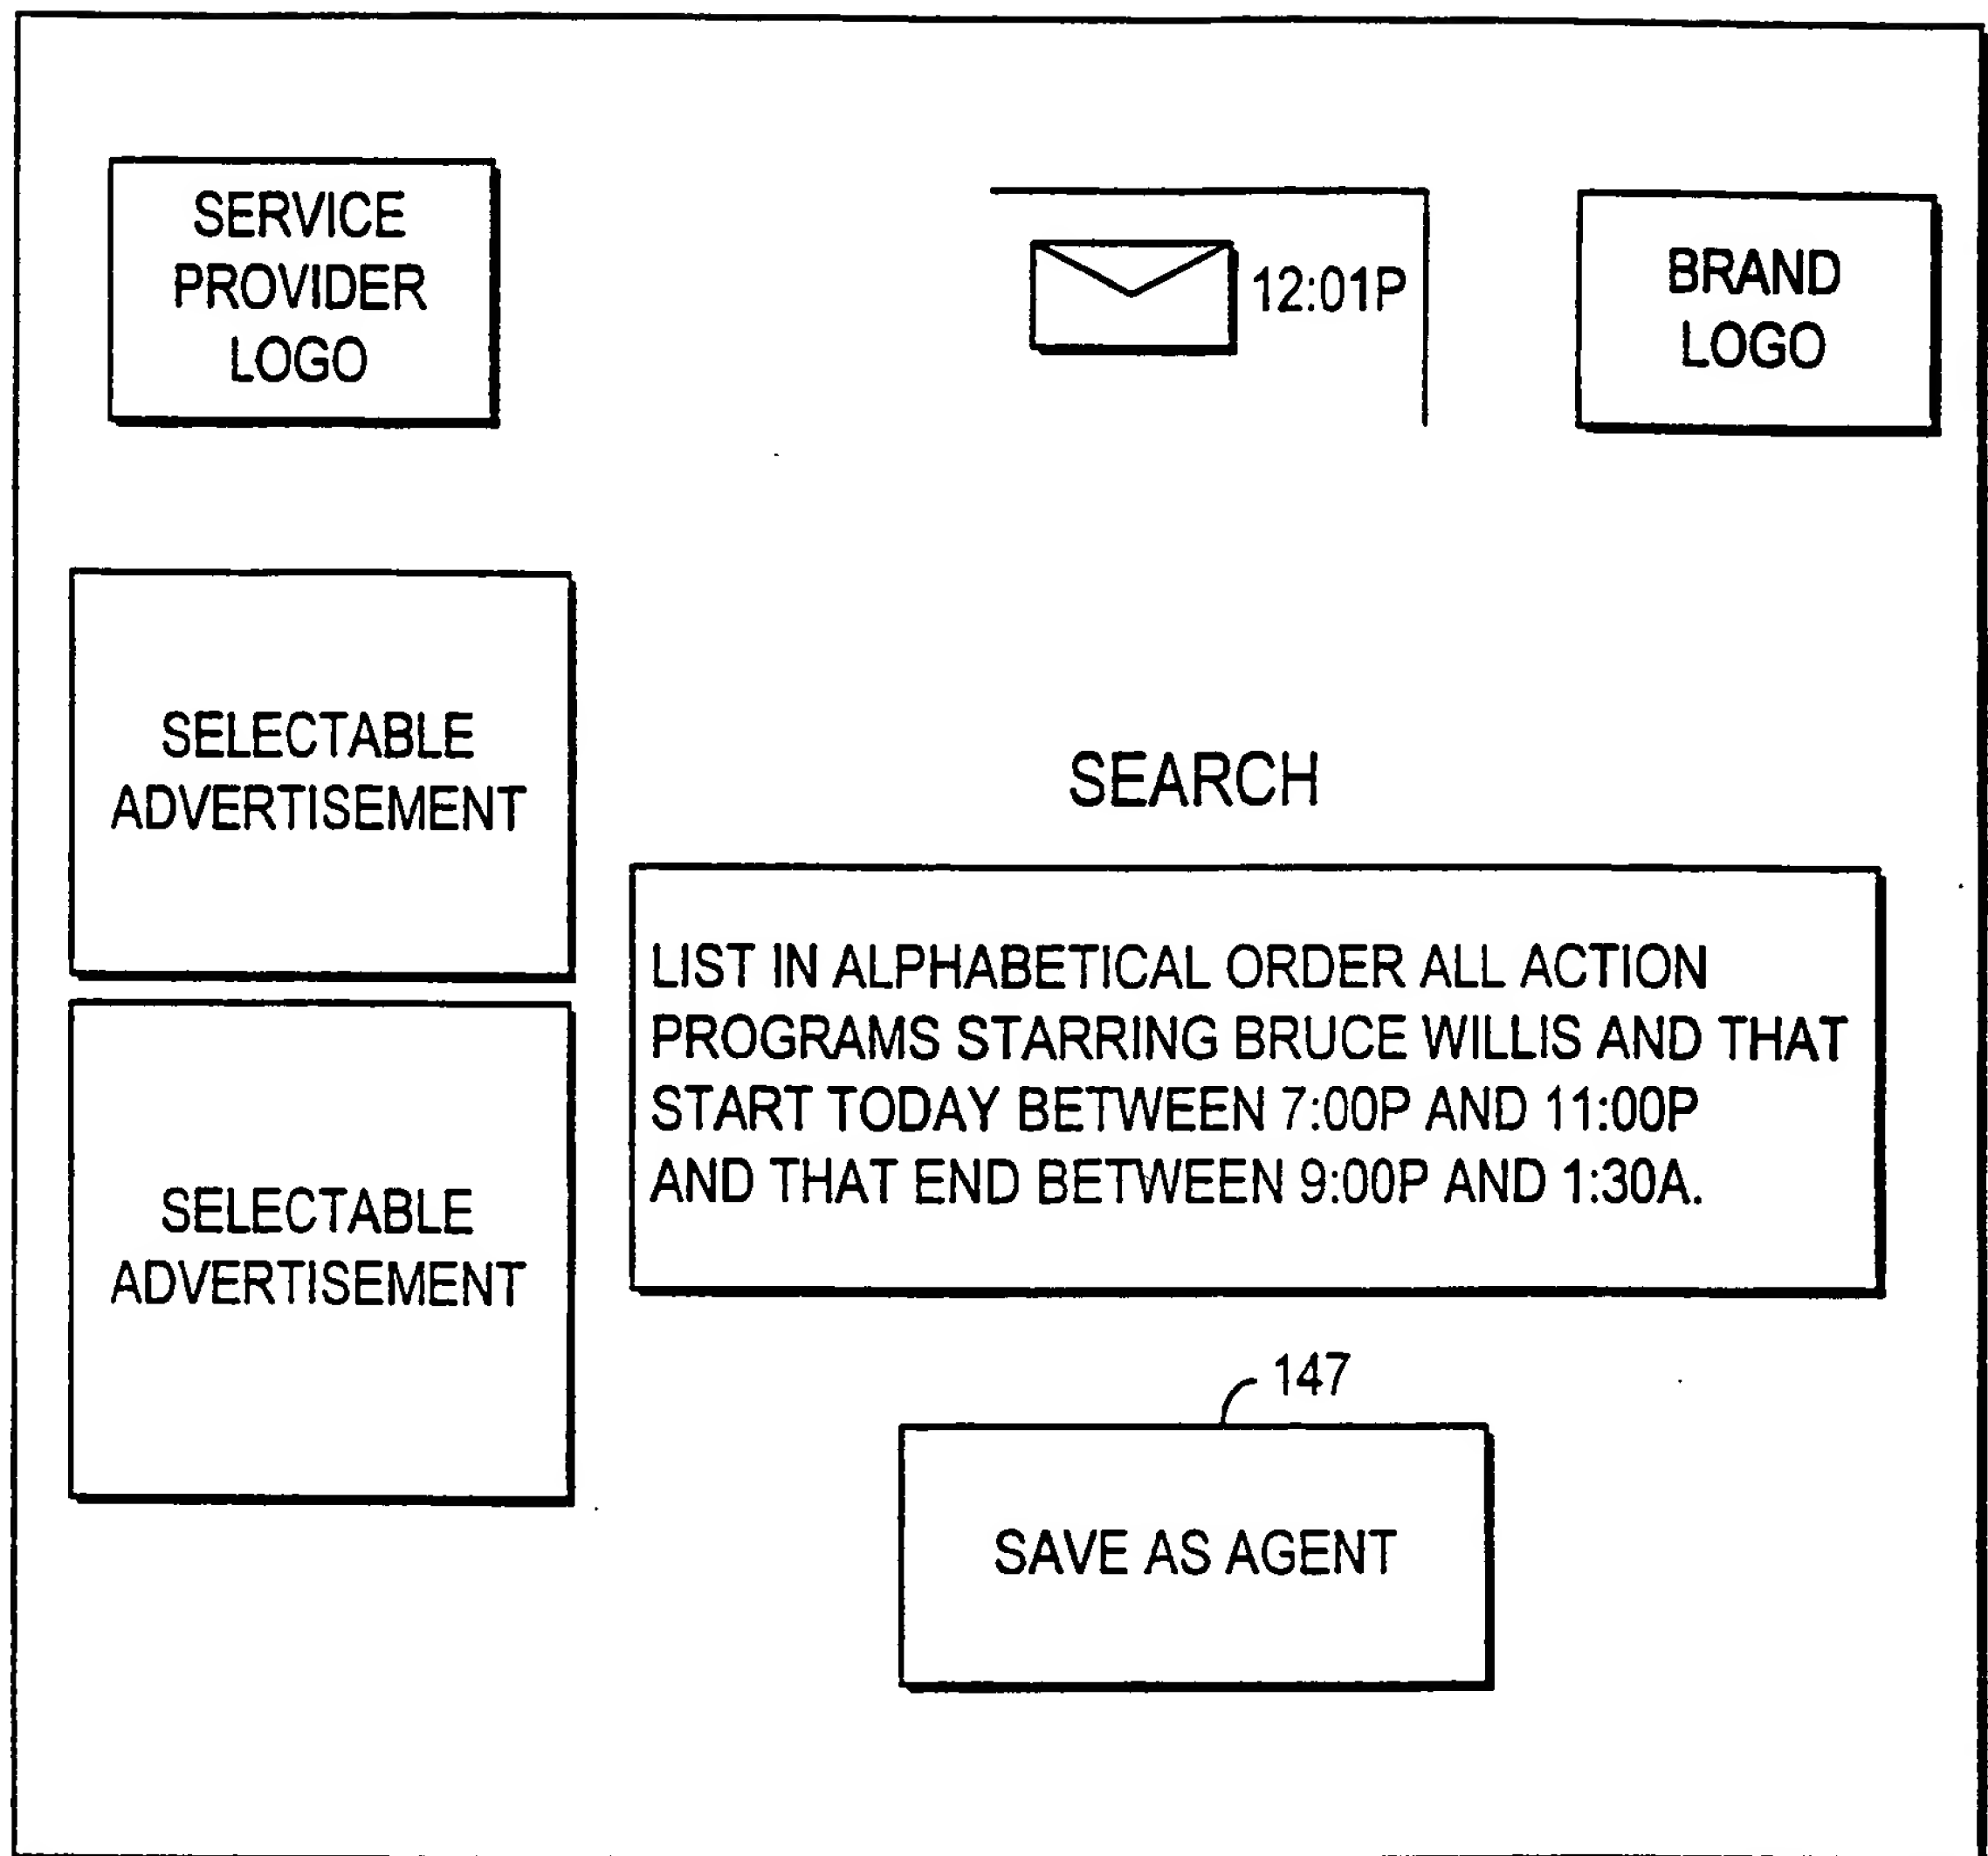 SERVICE
PROVIDER
LOGO
12:01P
BRAND
LOGO
SELECTABLE
ADVERTISEMENT
SEARCH
LIST IN ALPHABETICAL ORDER ALL ACTION
PROGRAMS STARRING BRUCE WILLIS AND THAT
START TODAY BETWEEN 7:00P AND 11:00P
AND THAT END BETWEEN 9:00P AND 1:30A.
SELECTABLE
ADVERTISEMENT
147
SAVE AS AGENT